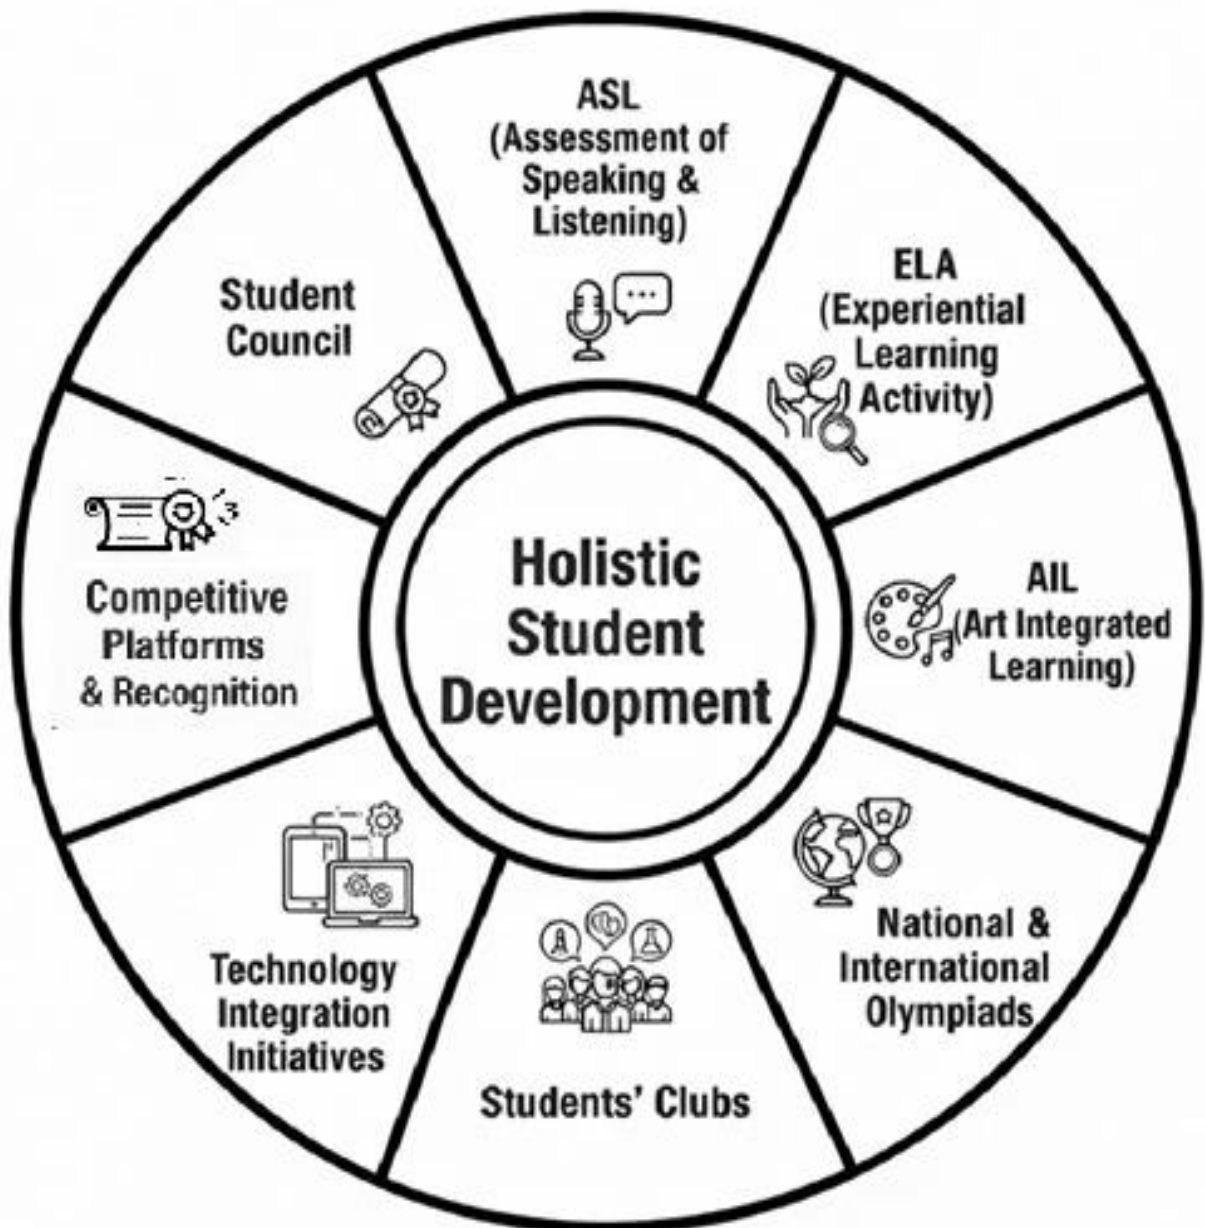 ASL
(Assessment of
Speaking &
Listening)
ELA
(Experiential
Learning
Activity)
AIL
(Art Integrated
Learning)
National &
International
Olympiads
Students' Clubs
Technology
Integration
Initiatives
Competitive
Platforms
& Recognition
Student
Council
Holistic
Student
Development